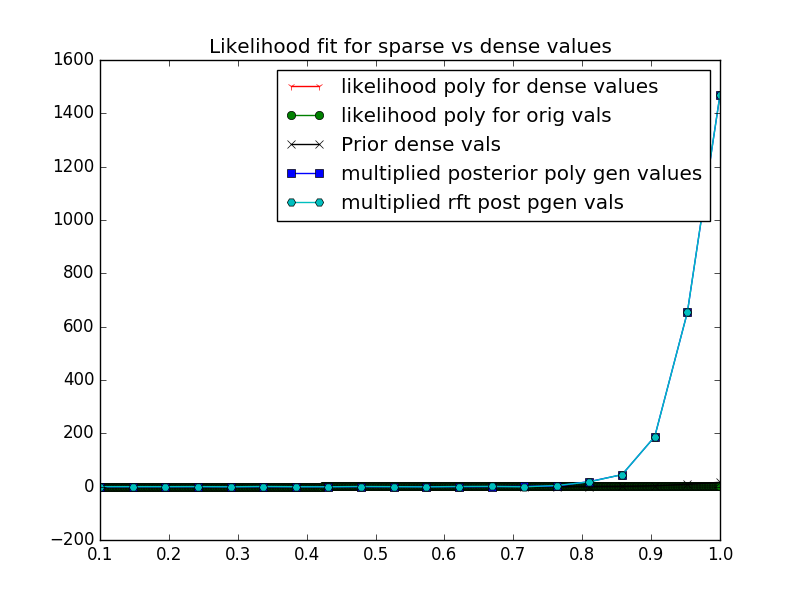 Likelihood fit for sparse vs dense values
1600
1400
1200
1000
800
600
400
200
0
−200
likelihood poly for dense values
likelihood poly for orig vals
Prior dense vals
multiplied posterior poly gen values
multiplied rft post pgen vals
0.1 0.2 0.3 0.4 0.5 0.6 0.7 0.8 0.9 1.0